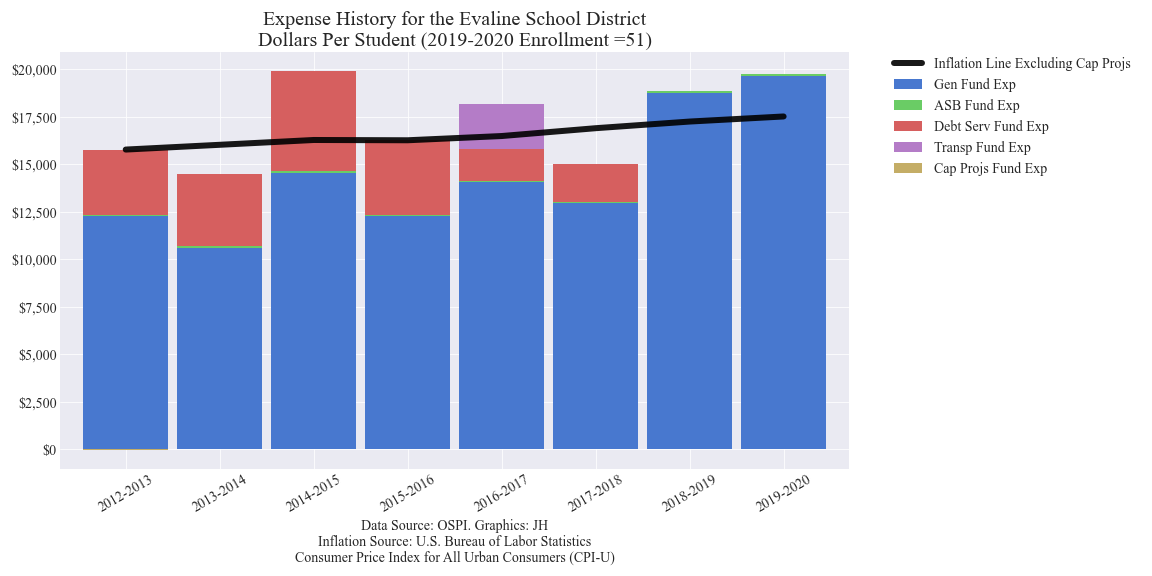 Expense History for the Evaline School District
Dollars Per Student (2019-2020 Enrollment =51)
$20,000
$17,500
$15,000
$12,500
$10,000
$7,500
$5,000
$2,500
$0
2012-2013
2013-2014
2014-2015
2015-2016
2016-2017
2017-2018
2018-2019
2019-2020
Data Source: OSPI. Graphics: JH
Inflation Source: U.S. Bureau of Labor Statistics
Consumer Price Index for All Urban Consumers (CPI-U)
Inflation Line Excluding Cap Projs
Gen Fund Exp
ASB Fund Exp
Debt Serv Fund Exp
Transp Fund Exp
Cap Projs Fund Exp